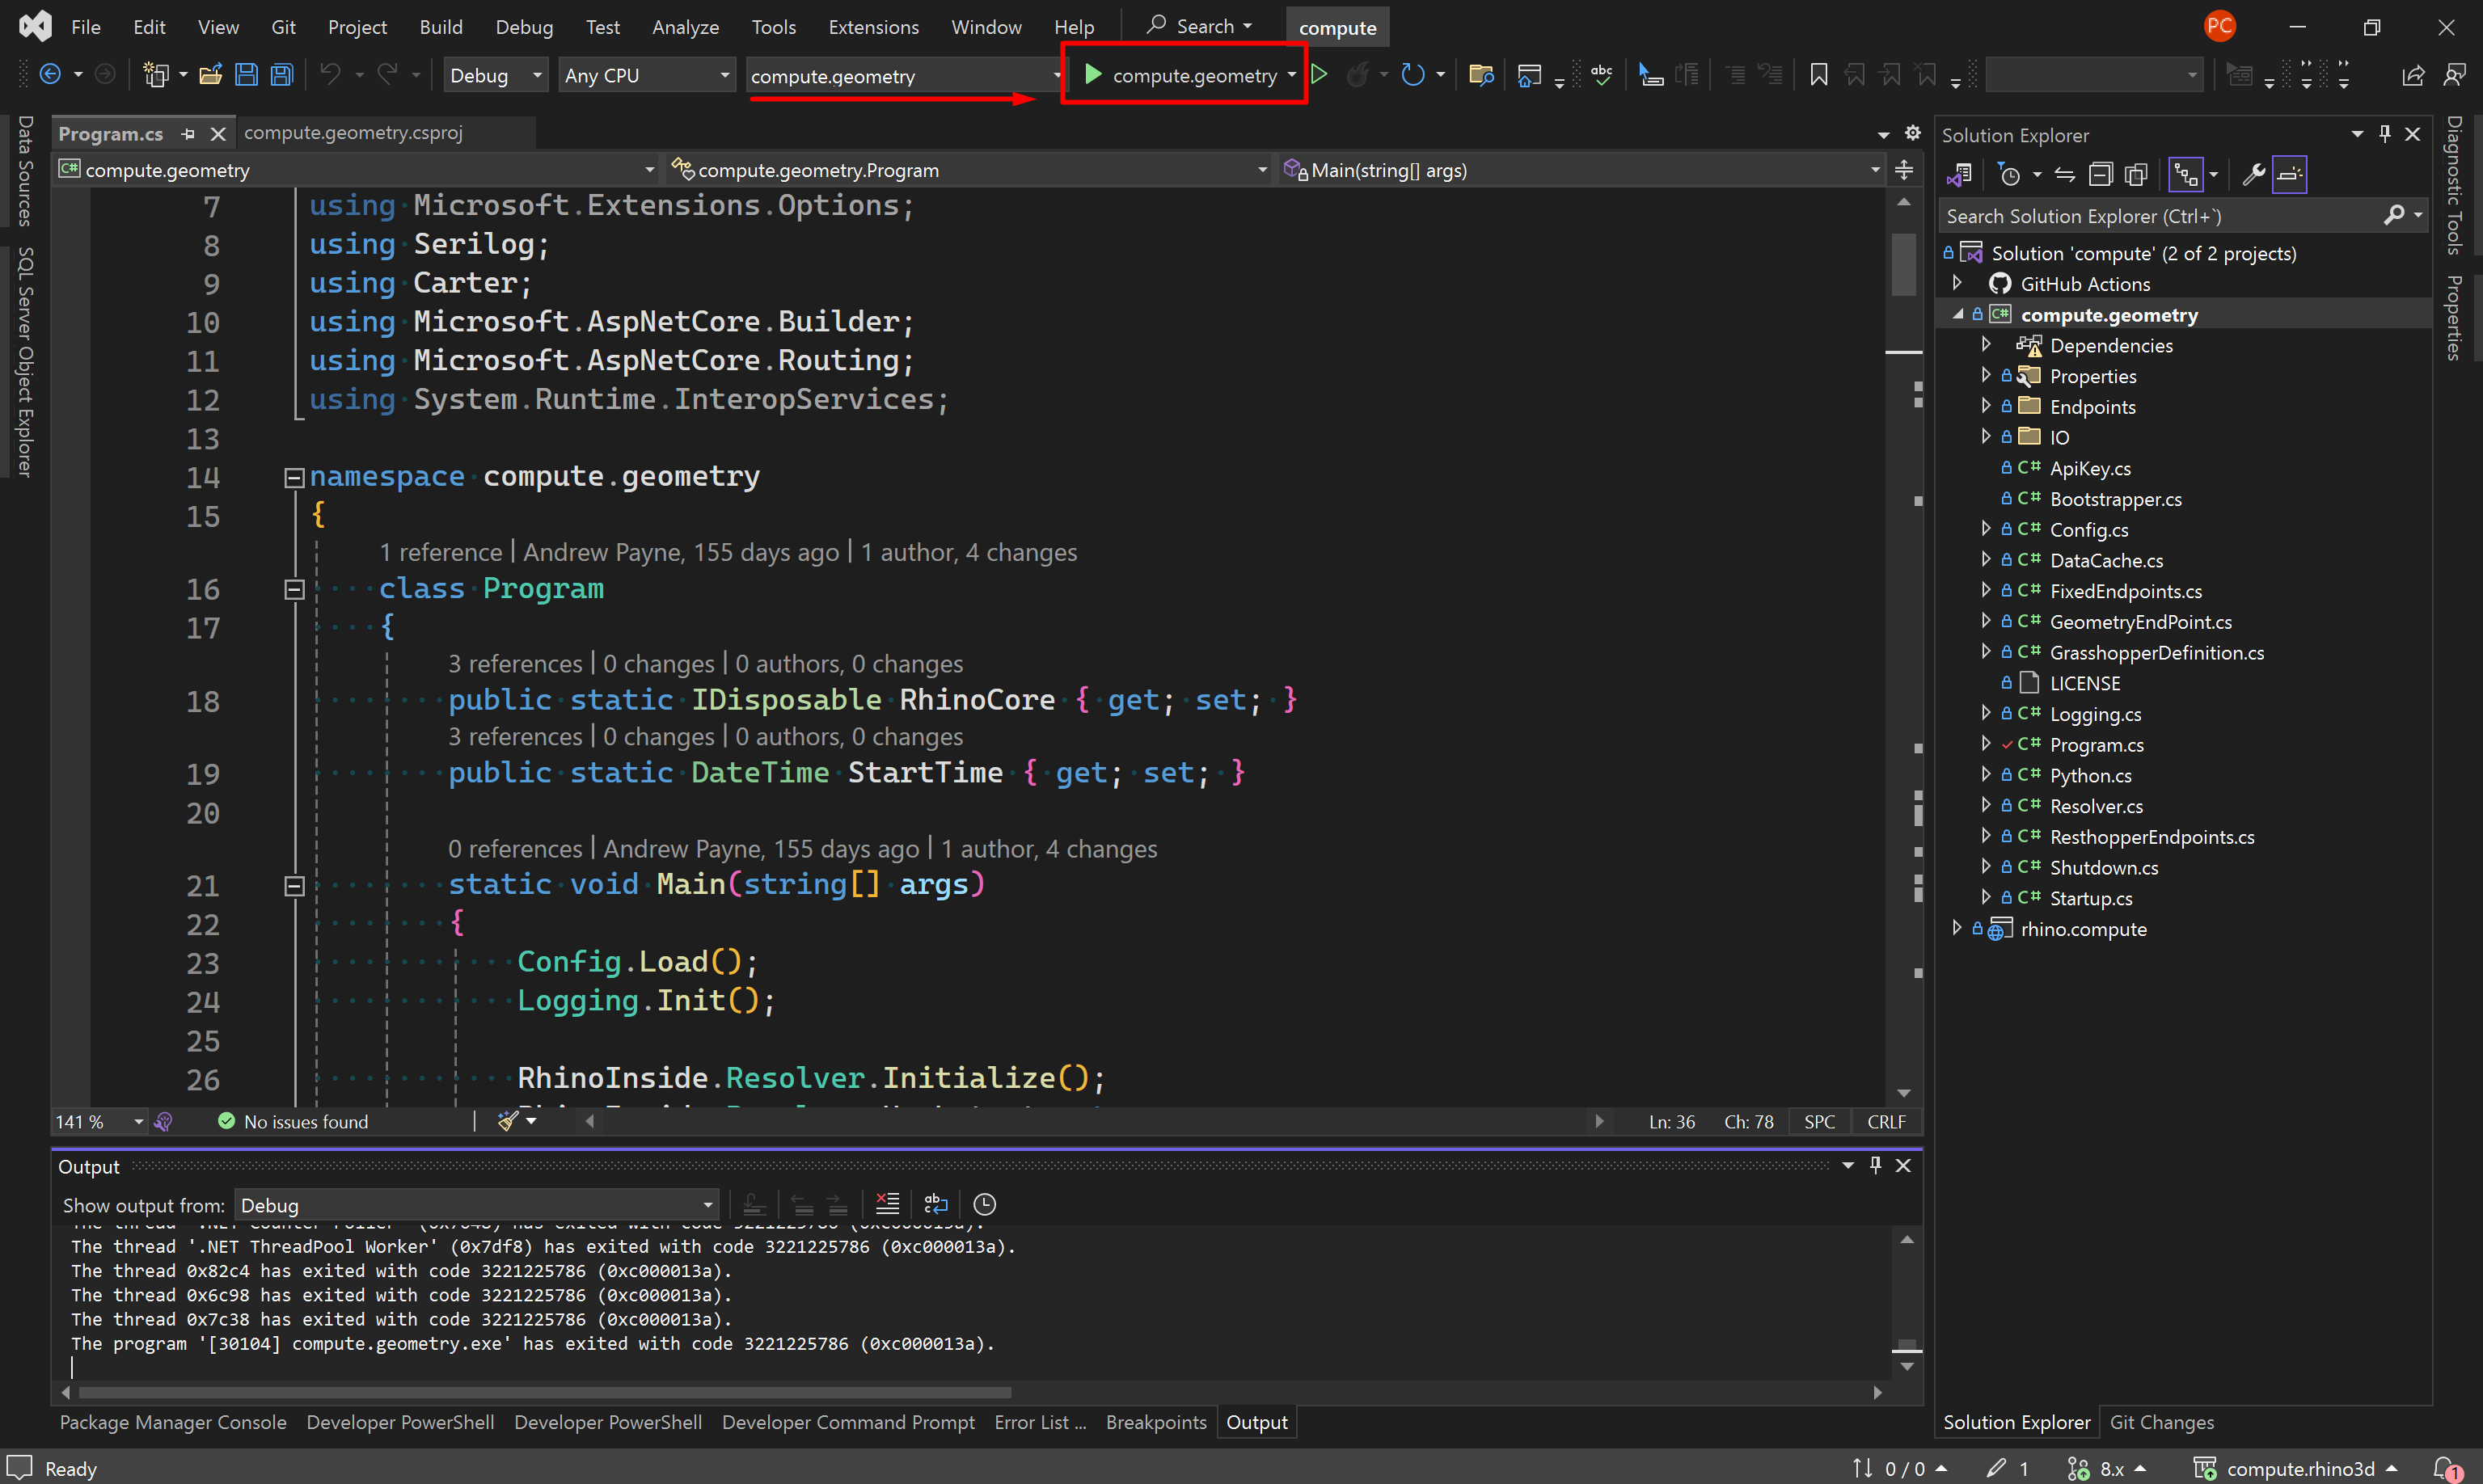 File Edit View Git Project Build Debug Test Analyze Tools Extensions Window Help Search compute PC
Debug Any CPU compute.geometry compute.geometry
Program.cs compute.geometry.csproj
compute.geometry compute.geometry.Program Main(string[] args)
Data Sources
SQL Server Object Explorer
7 using Microsoft.Extensions.Options;
8 using Serilog;
9 using Carter;
10 using Microsoft.AspNetCore.Builder;
11 using Microsoft.AspNetCore.Routing;
12 using System.Runtime.InteropServices;
13
14 namespace compute.geometry
15 {
1 reference | Andrew Payne, 155 days ago | 1 author, 4 changes
16 class Program
17 {
3 references | 0 changes | 0 authors, 0 changes
18 public static IDisposable RhinoCore { get; set; }
3 references | 0 changes | 0 authors, 0 changes
19 public static DateTime StartTime { get; set; }
20
0 references | Andrew Payne, 155 days ago | 1 author, 4 changes
21 static void Main(string[] args)
22 {
23 Config.Load();
24 Logging.Init();
25
26 RhinoInside.Resolver.Initialize();
141 % No issues found Ln: 36 Ch: 78 SPC CRLF
Output
Show output from: Debug
The thread '.NET ThreadPool Worker' (0x7df8) has exited with code 3221225786 (0xc000013a).
The thread 0x82c4 has exited with code 3221225786 (0xc000013a).
The thread 0x6c98 has exited with code 3221225786 (0xc000013a).
The thread 0x7c38 has exited with code 3221225786 (0xc000013a).
The program '[30104] compute.geometry.exe' has exited with code 3221225786 (0xc000013a).
Package Manager Console Developer PowerShell Developer PowerShell Developer Command Prompt Error List ... Breakpoints Output
Solution Explorer
Search Solution Explorer (Ctrl+`)
Solution 'compute' (2 of 2 projects)
GitHub Actions
compute.geometry
Dependencies
Properties
Endpoints
IO
ApiKey.cs
Bootstrapper.cs
Config.cs
DataCache.cs
FixedEndpoints.cs
GeometryEndPoint.cs
GrasshopperDefinition.cs
LICENSE
Logging.cs
Program.cs
Python.cs
Resolver.cs
ResthopperEndpoints.cs
Shutdown.cs
Startup.cs
rhino.compute
Solution Explorer Git Changes
Diagnostic Tools
Properties
Ready 0 / 0 1 8.x compute.rhino3d 1